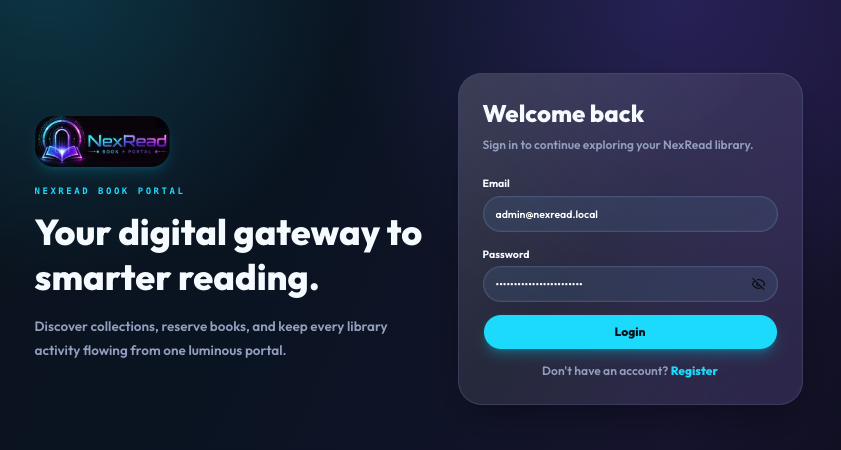 NexRead
BOOK + PORTAL
NEXREAD BOOK PORTAL
Your digital gateway to
smarter reading.
Discover collections, reserve books, and keep every library
activity flowing from one luminous portal.
Welcome back
Sign in to continue exploring your NexRead library.
Email
admin@nexread.local
Password
Login
Don't have an account? Register